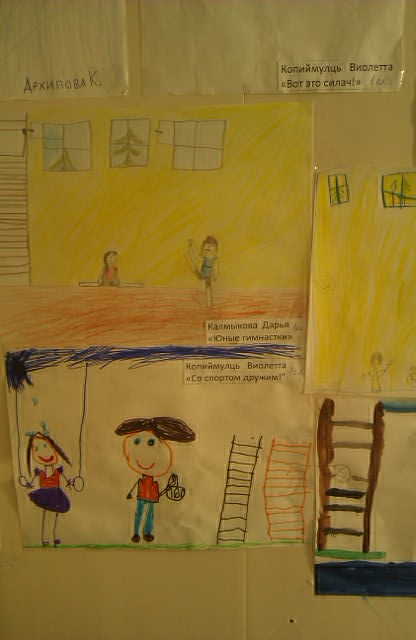 Архипова К.
Копиймулць Виолетта
«Вот это силач!»
Калмыкова Дарья
«Юные гимнастки»
Копиймулць Виолетта
«Со спортом дружим!"